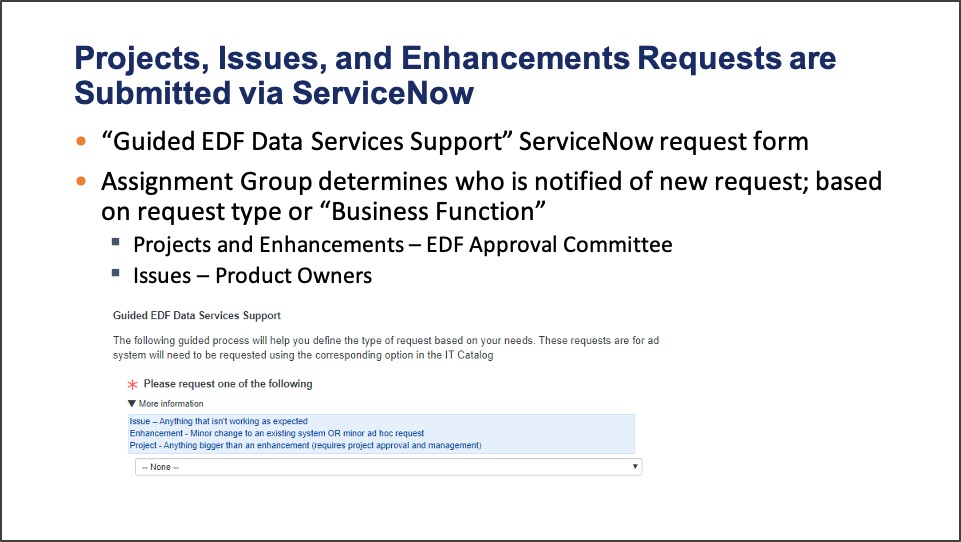 Projects, Issues, and Enhancements Requests are
Submitted via ServiceNow
“Guided EDF Data Services Support” ServiceNow request form
Assignment Group determines who is notified of new request; based
on request type or “Business Function”
Projects and Enhancements – EDF Approval Committee
Issues – Product Owners
Guided EDF Data Services Support
The following guided process will help you define the type of request based on your needs. These requests are for ad
system will need to be requested using the corresponding option in the IT Catalog
Please request one of the following
More information
Issue – Anything that isn't working as expected
Enhancement - Minor change to an existing system OR minor ad hoc request
Project - Anything bigger than an enhancement (requires project approval and management)
-- None --